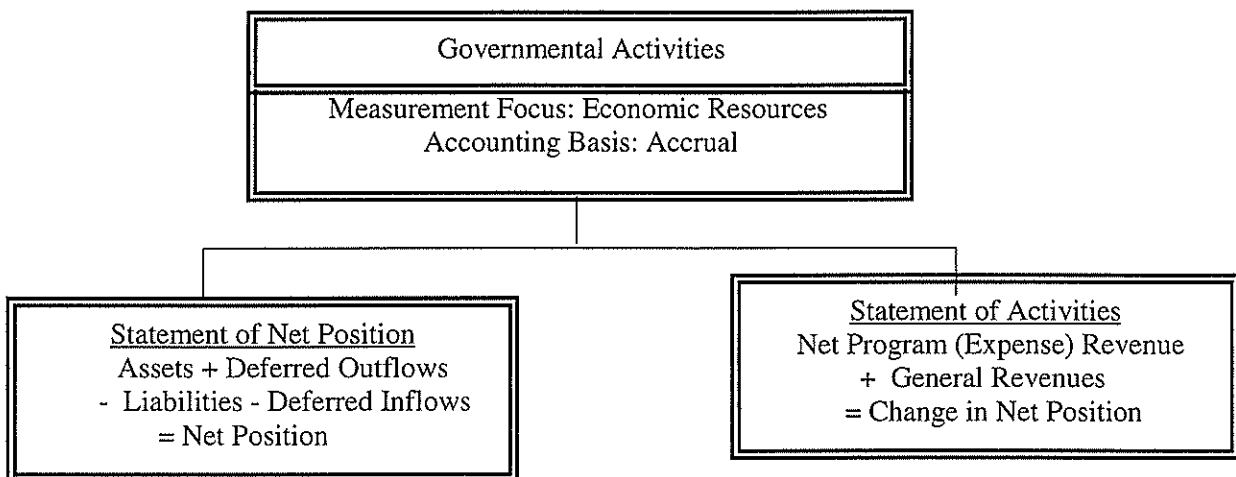 Governmental Activities
Measurement Focus: Economic Resources
Accounting Basis: Accrual
Statement of Net Position
Assets + Deferred Outflows
- Liabilities - Deferred Inflows
= Net Position
Statement of Activities
Net Program (Expense) Revenue
+ General Revenues
= Change in Net Position